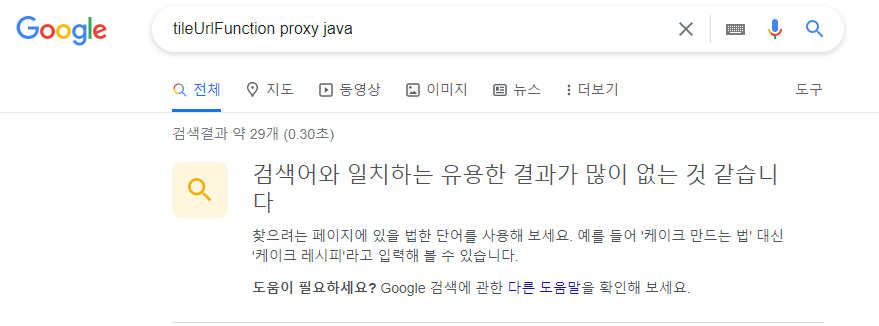 Google
tileUrlFunction proxy java
전체 지도 동영상 이미지 뉴스 더보기 도구
검색결과 약 29개 (0.30초)
검색어와 일치하는 유용한 결과가 많이 없는 것 같습니
다
찾으려는 페이지에 있을 법한 단어를 사용해 보세요. 예를 들어 '케이크 만드는 법' 대신
'케이크 레시피'라고 입력해 볼 수 있습니다.
도움이 필요하세요? Google 검색에 관한 다른 도움말을 확인해 보세요.